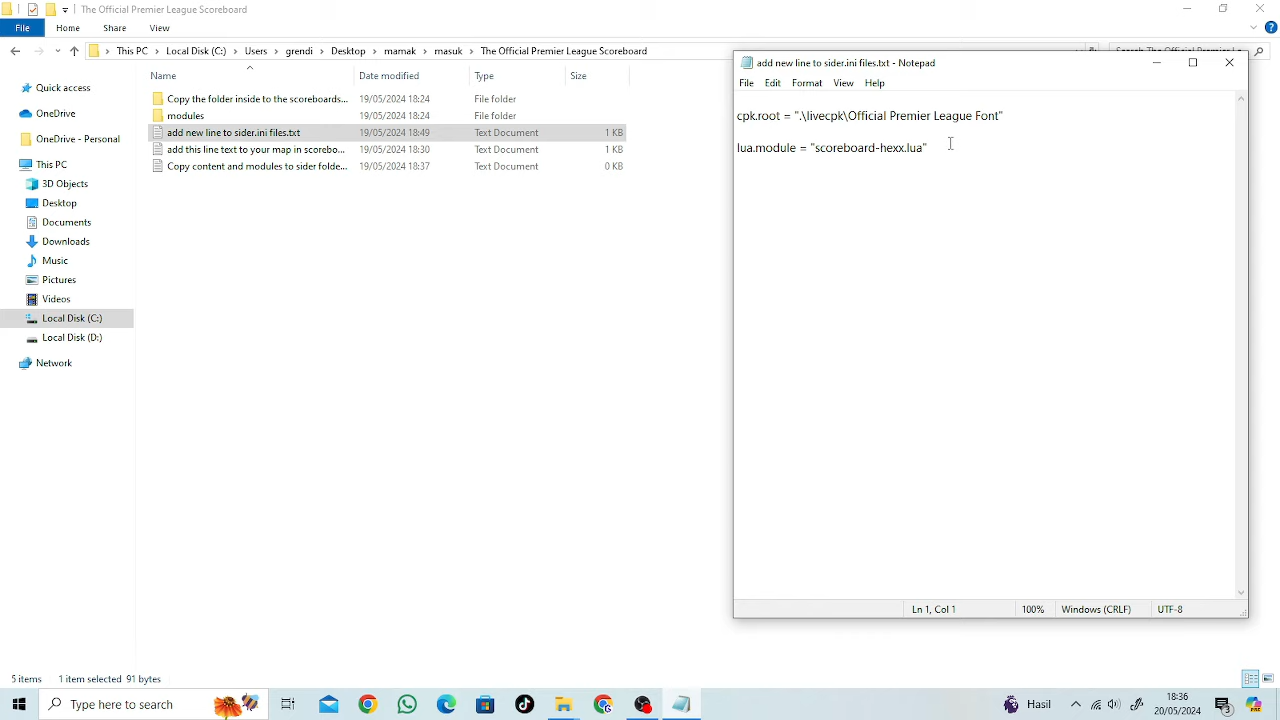 The Official Premier League Scoreboard
File
Home
Share
View
This PC
Local Disk (C:)
Users
grendi
Desktop
mamak
masuk
The Official Premier League Scoreboard
Name
Date modified
Type
Size
Copy the folder inside to the scoreboards...
19/05/2024 18:24
File folder
modules
19/05/2024 18:24
File folder
add new line to sider.ini files.txt
19/05/2024 18:49
Text Document
1 KB
add this line text to your map in scorebo...
19/05/2024 18:30
Text Document
1 KB
Copy content and modules to sider folde...
19/05/2024 18:37
Text Document
0 KB
Quick access
OneDrive
OneDrive - Personal
This PC
3D Objects
Desktop
Documents
Downloads
Music
Pictures
Videos
Local Disk (C:)
Local Disk (D:)
Network
add new line to sider.ini files.txt - Notepad
File
Edit
Format
View
Help
cpk.root = ".\livecpk\Official Premier League Font"
lua.module = "scoreboard-hexx.lua"
Ln 1, Col 1
100%
Windows (CRLF)
UTF-8
5 items
1 item selected
91 bytes
Type here to search
Hasil
18:36
20/05/2024
3